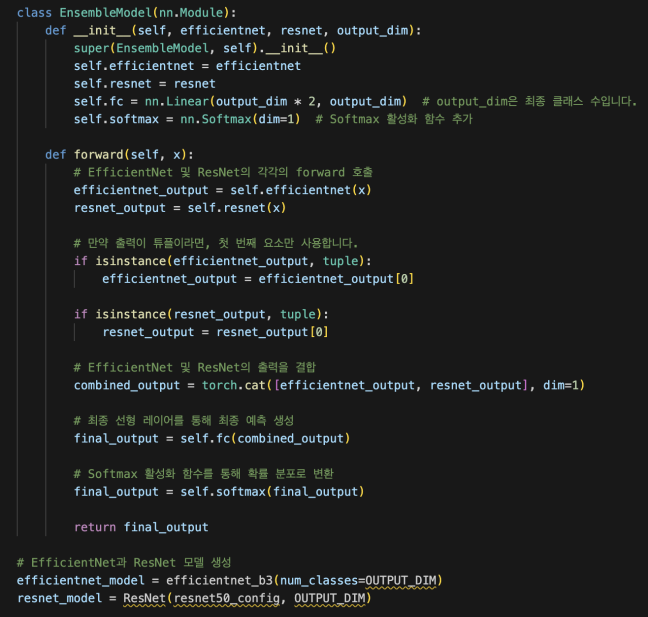 class EnsembleModel(nn.Module):
    def __init__(self, efficientnet, resnet, output_dim):
        super(EnsembleModel, self).__init__()
        self.efficientnet = efficientnet
        self.resnet = resnet
        self.fc = nn.Linear(output_dim * 2, output_dim)  # output_dim은 최종 클래스 수입니다.
        self.softmax = nn.Softmax(dim=1)  # Softmax 활성화 함수 추가
    def forward(self, x):
        # EfficientNet 및 ResNet의 각각의 forward 호출
        efficientnet_output = self.efficientnet(x)
        resnet_output = self.resnet(x)
        # 만약 출력이 튜플이라면, 첫 번째 요소만 사용합니다.
        if isinstance(efficientnet_output, tuple):
            efficientnet_output = efficientnet_output[0]
        if isinstance(resnet_output, tuple):
            resnet_output = resnet_output[0]
        # EfficientNet 및 ResNet의 출력을 결합
        combined_output = torch.cat([efficientnet_output, resnet_output], dim=1)
        # 최종 선형 레이어를 통해 최종 예측 생성
        final_output = self.fc(combined_output)
        # Softmax 활성화 함수를 통해 확률 분포로 변환
        final_output = self.softmax(final_output)
        return final_output
# EfficientNet과 ResNet 모델 생성
efficientnet_model = efficientnet_b3(num_classes=OUTPUT_DIM)
resnet_model = ResNet(resnet50_config, OUTPUT_DIM)